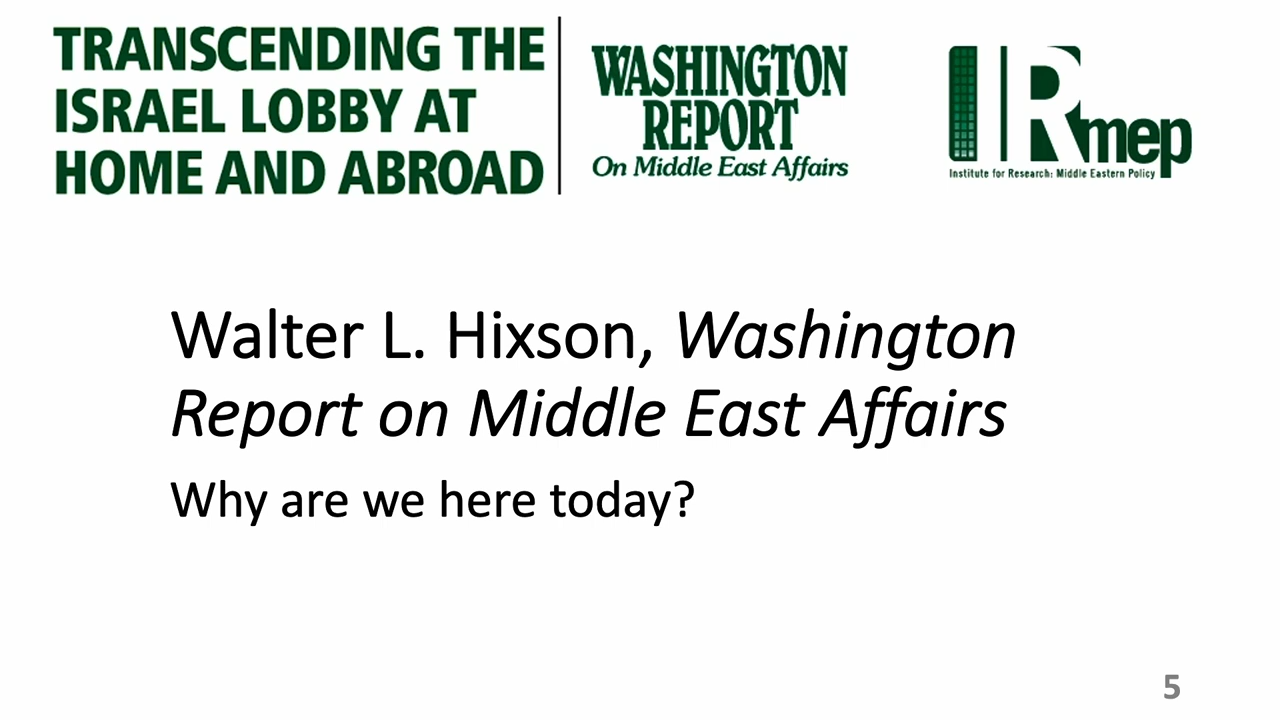 TRANSCENDING THE
ISRAEL LOBBY AT
HOME AND ABROAD
WASHINGTON
REPORT
On Middle East Affairs
IRmep
Institute for Research: Middle Eastern Policy
Walter L. Hixson, Washington
Report on Middle East Affairs
Why are we here today?
5